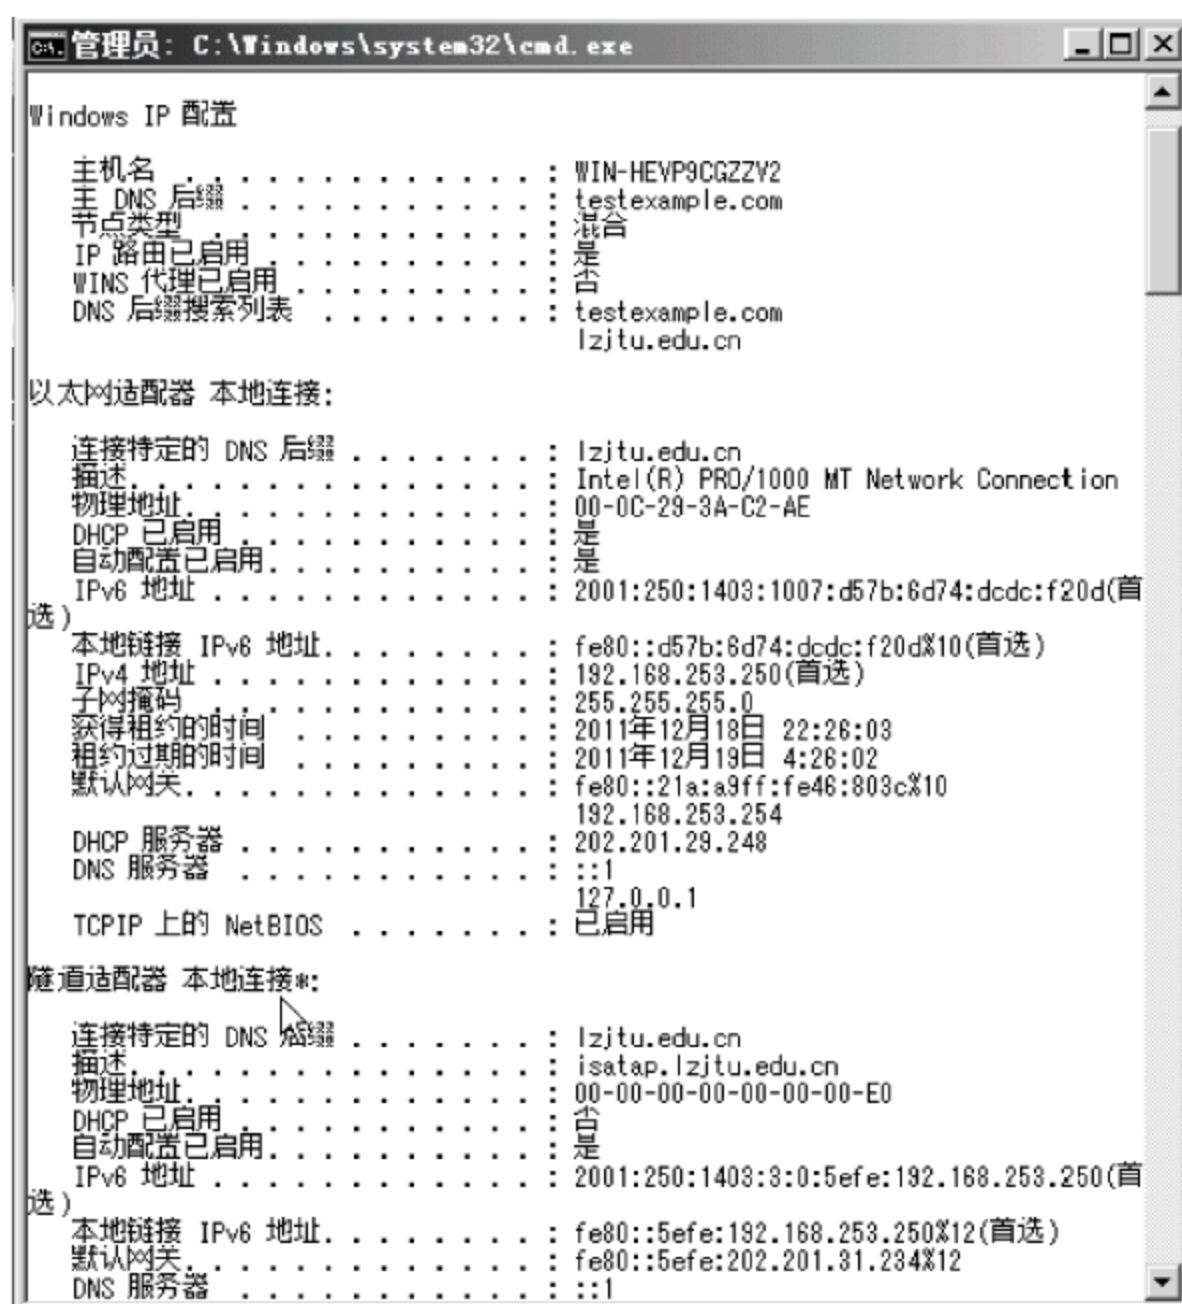 管理员: C:\Windows\system32\cmd.exe
Windows IP 配置
主机名 . . . . . . . . . . . . . : WIN-HEVP9CGZZV2
主 DNS 后缀 . . . . . . . . . . . : testexample.com
节点类型 . . . . . . . . . . . . : 混合
IP 路由已启用 . . . . . . . . . . : 是
WINS 代理已启用 . . . . . . . . . : 否
DNS 后缀搜索列表 . . . . . . . . : testexample.com
lzjtu.edu.cn
以太网适配器 本地连接:
连接特定的 DNS 后缀 . . . . . . . : lzjtu.edu.cn
描述. . . . . . . . . . . . . . . : Intel(R) PRO/1000 MT Network Connection
物理地址. . . . . . . . . . . . . : 00-0C-29-3A-C2-AE
DHCP 已启用 . . . . . . . . . . . : 是
自动配置已启用. . . . . . . . . . : 是
IPv6 地址 . . . . . . . . . . . . : 2001:250:1403:1007:d57b:6d74:dcdc:f20d(首
选)
本地链接 IPv6 地址. . . . . . . . : fe80::d57b:6d74:dcdc:f20d%10(首选)
IPv4 地址 . . . . . . . . . . . . : 192.168.253.250(首选)
子网掩码 . . . . . . . . . . . . : 255.255.255.0
获得租约的时间 . . . . . . . . . : 2011年12月18日 22:26:03
租约过期的时间 . . . . . . . . . : 2011年12月19日 4:26:02
默认网关. . . . . . . . . . . . . : fe80::21a:a9ff:fe46:803c%10
192.168.253.254
DHCP 服务器 . . . . . . . . . . . : 202.201.29.248
DNS 服务器 . . . . . . . . . . . : ::1
127.0.0.1
TCPIP 上的 NetBIOS . . . . . . . : 已启用
隧道适配器 本地连接*:
连接特定的 DNS 后缀 . . . . . . . : lzjtu.edu.cn
描述. . . . . . . . . . . . . . . : isatap.lzjtu.edu.cn
物理地址. . . . . . . . . . . . . : 00-00-00-00-00-00-00-E0
DHCP 已启用 . . . . . . . . . . . : 否
自动配置已启用. . . . . . . . . . : 是
IPv6 地址 . . . . . . . . . . . . : 2001:250:1403:3:0:5efe:192.168.253.250(首
选)
本地链接 IPv6 地址. . . . . . . . : fe80::5efe:192.168.253.250%12(首选)
默认网关. . . . . . . . . . . . . : fe80::5efe:202.201.31.234%12
DNS 服务器 . . . . . . . . . . . : ::1